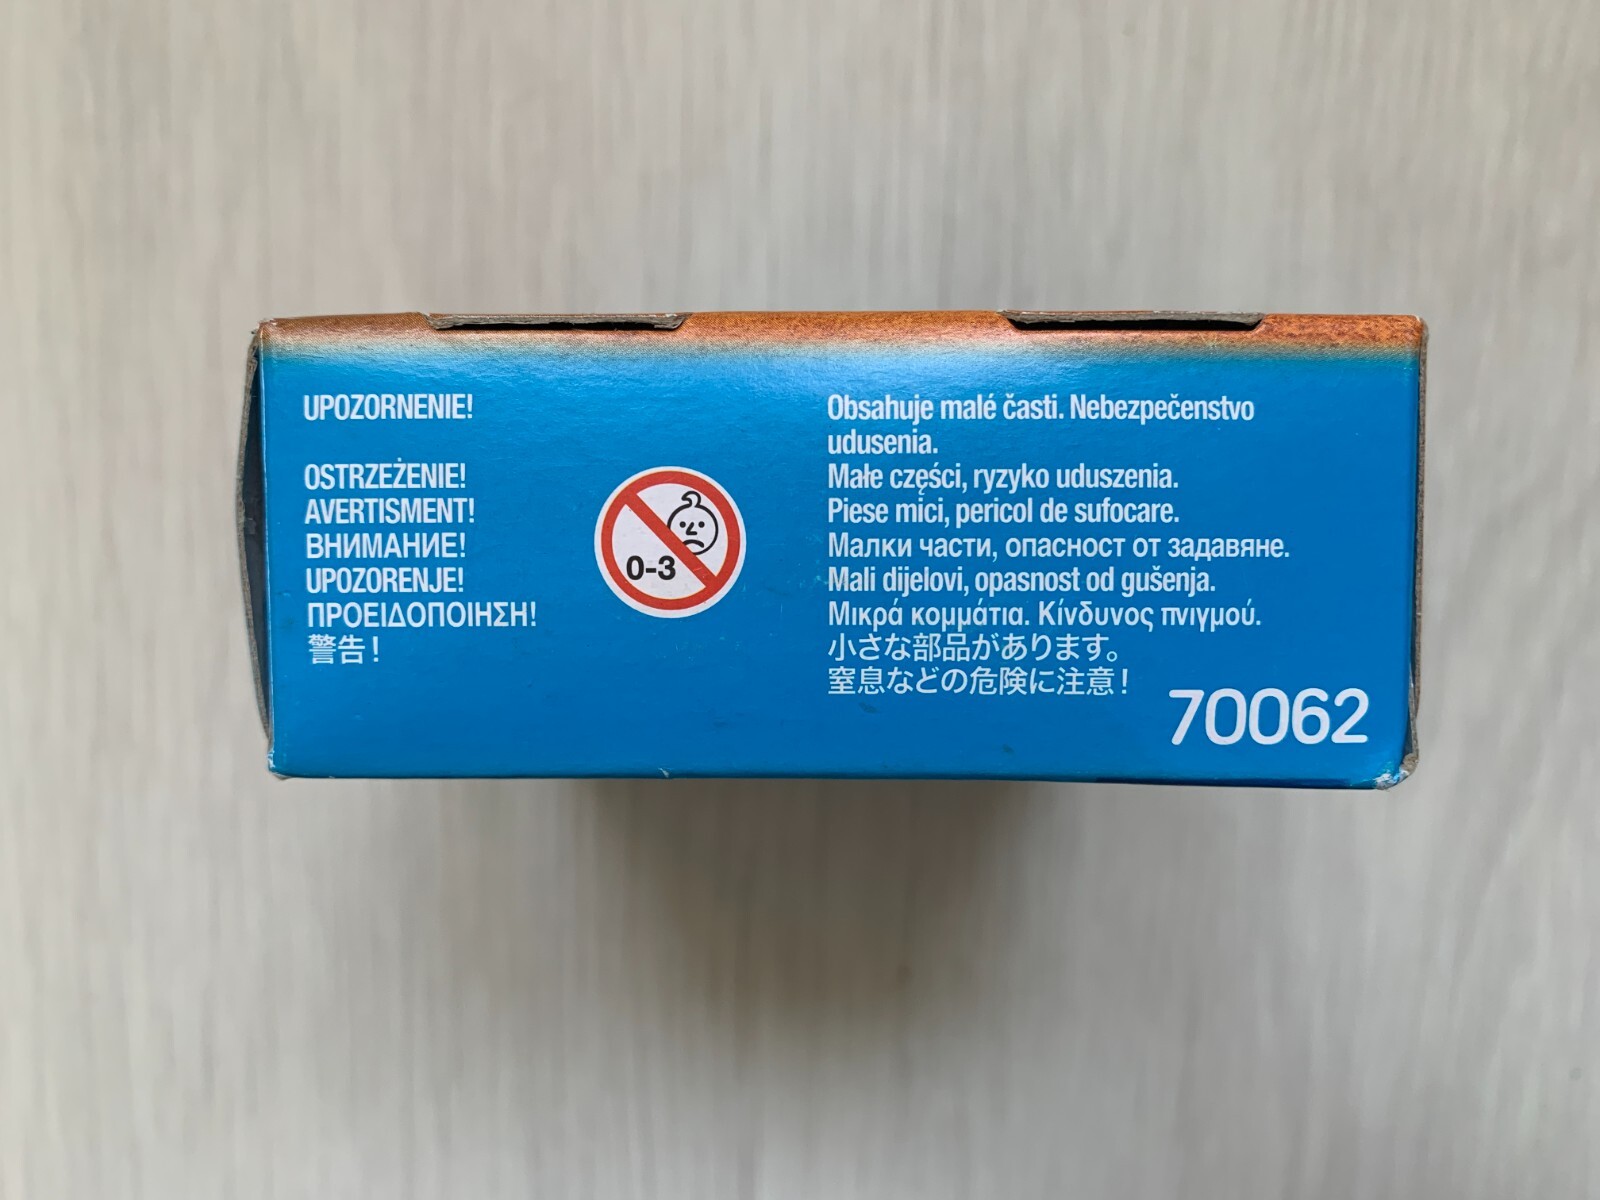 UPOZORNENIE!
Obsahuje malé časti. Nebezpečenstvo
udusenia.
OSTRZEŻENIE!
Małe części, ryzyko uduszenia.
AVERTISMENT!
Piese mici, pericol de sufocare.
ВНИМАНИЕ!
Малки части, опасност от задавяне.
UPOZORENJE!
Mali dijelovi, opasnost od gušenja.
ΠΡΟΕΙΔΟΠΟΙΗΣΗ!
Μικρά κομμάτια. Κίνδυνος πνιγμού.
警告!
小さな部品があります。
窒息などの危険に注意!
0-3
70062